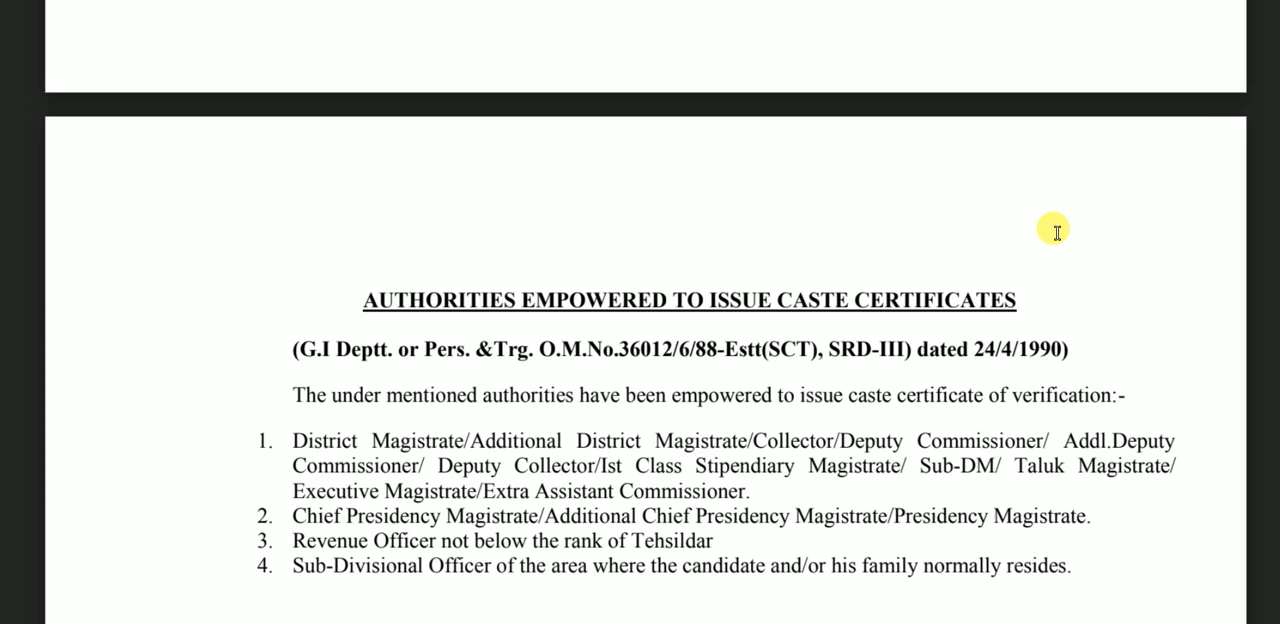 AUTHORITIES EMPOWERED TO ISSUE CASTE CERTIFICATES
(G.I Deptt. or Pers. &Trg. O.M.No.36012/6/88-Estt(SCT), SRD-III) dated 24/4/1990)
The under mentioned authorities have been empowered to issue caste certificate of verification:-
1. District Magistrate/Additional District Magistrate/Collector/Deputy Commissioner/ Addl.Deputy
Commissioner/ Deputy Collector/Ist Class Stipendiary Magistrate/ Sub-DM/ Taluk Magistrate/
Executive Magistrate/Extra Assistant Commissioner.
2. Chief Presidency Magistrate/Additional Chief Presidency Magistrate/Presidency Magistrate.
3. Revenue Officer not below the rank of Tehsildar
4. Sub-Divisional Officer of the area where the candidate and/or his family normally resides.